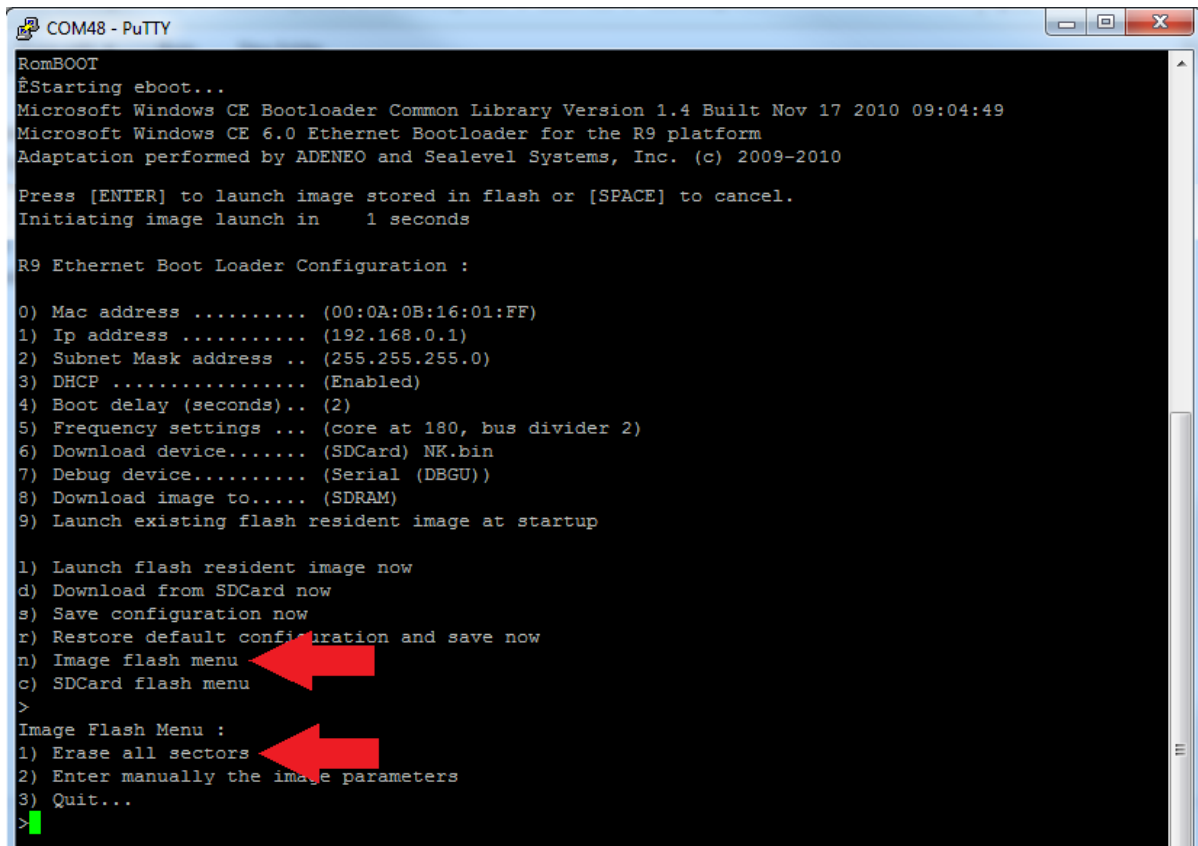 COM48 - PuTTY
RomBOOT
ÊStarting eboot...
Microsoft Windows CE Bootloader Common Library Version 1.4 Built Nov 17 2010 09:04:49
Microsoft Windows CE 6.0 Ethernet Bootloader for the R9 platform
Adaptation performed by ADENEO and Sealevel Systems, Inc. (c) 2009-2010
Press [ENTER] to launch image stored in flash or [SPACE] to cancel.
Initiating image launch in    1 seconds
R9 Ethernet Boot Loader Configuration :
0) Mac address .......... (00:0A:0B:16:01:FF)
1) Ip address ........... (192.168.0.1)
2) Subnet Mask address .. (255.255.255.0)
3) DHCP ................. (Enabled)
4) Boot delay (seconds).. (2)
5) Frequency settings ... (core at 180, bus divider 2)
6) Download device....... (SDCard) NK.bin
7) Debug device.......... (Serial (DBGU))
8) Download image to..... (SDRAM)
9) Launch existing flash resident image at startup
l) Launch flash resident image now
d) Download from SDCard now
s) Save configuration now
r) Restore default configuration and save now
n) Image flash menu
c) SDCard flash menu
>
Image Flash Menu :
1) Erase all sectors
2) Enter manually the image parameters
3) Quit...
>